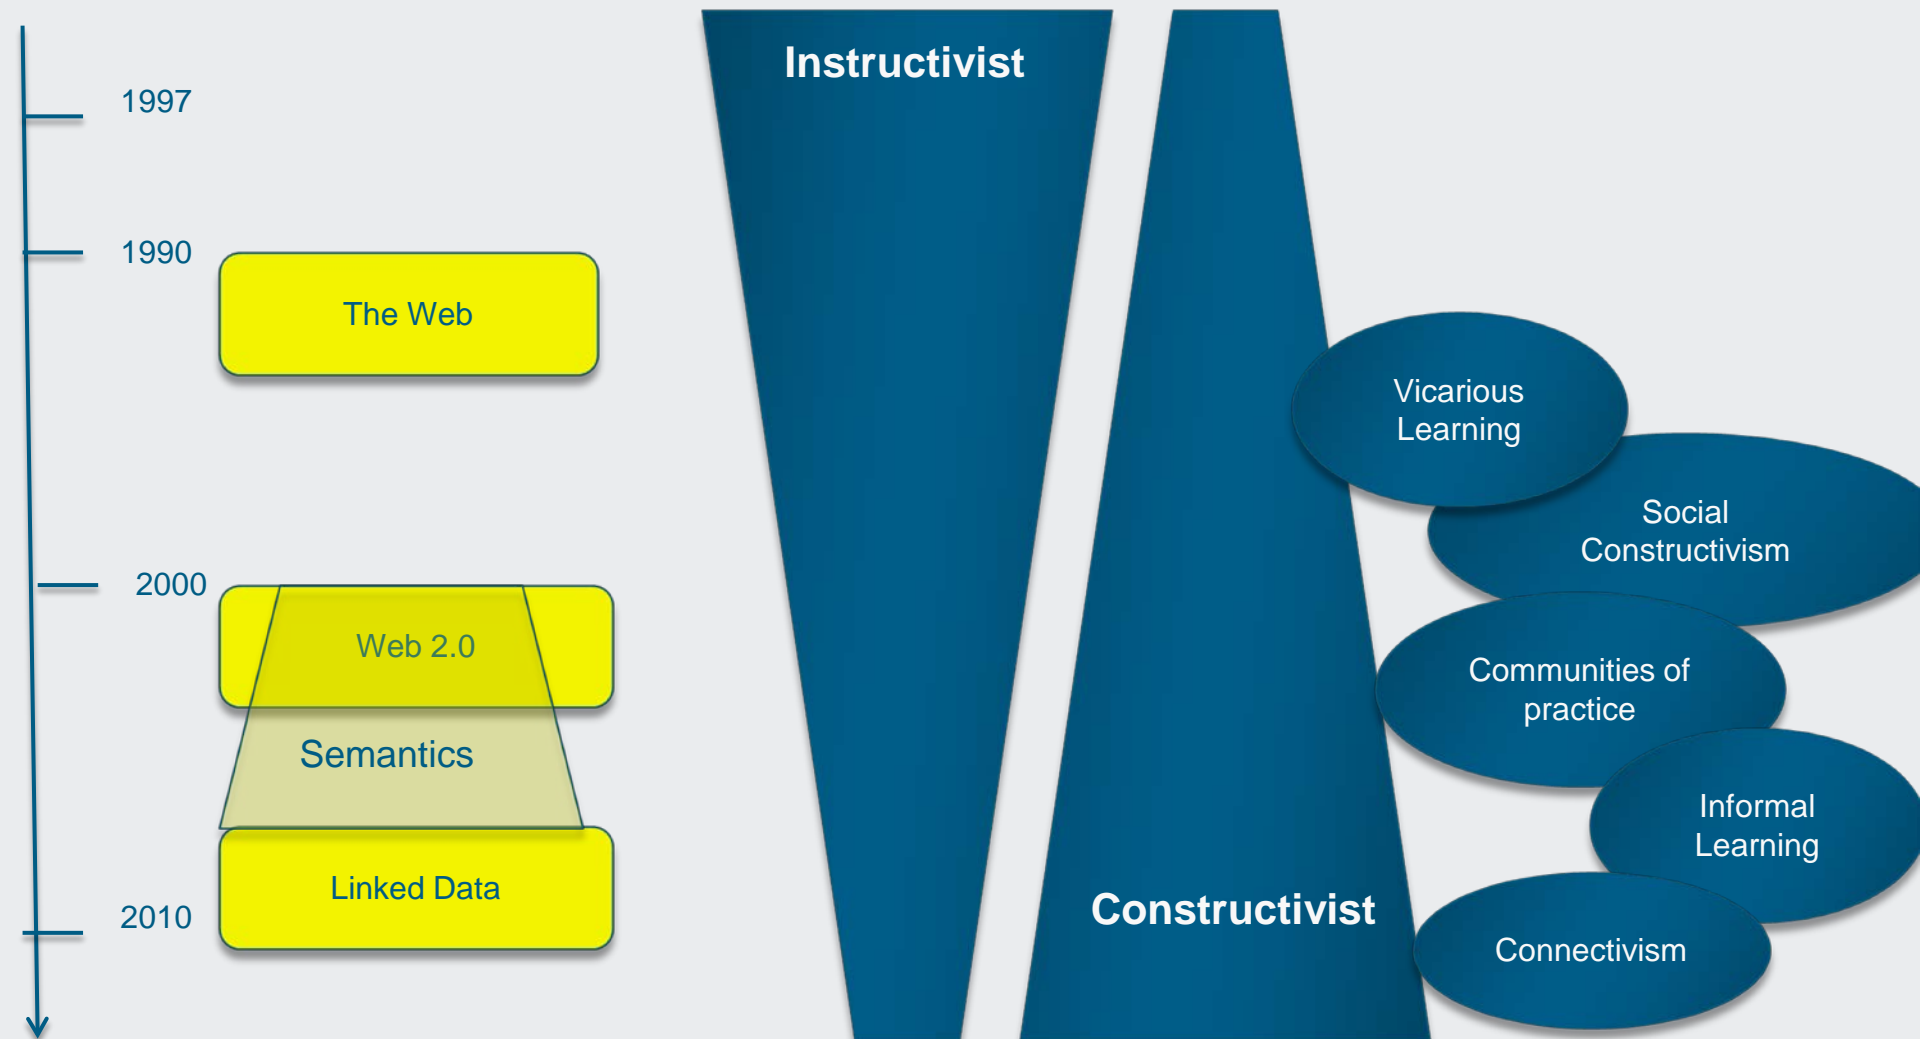 Instructivist
1997
1990
The Web
Vicarious
Learning
Social
Constructivism
2000
Web 2.0
Communities of
practice
Semantics
Informal
Learning
Linked Data
2010
Constructivist
Connectivism